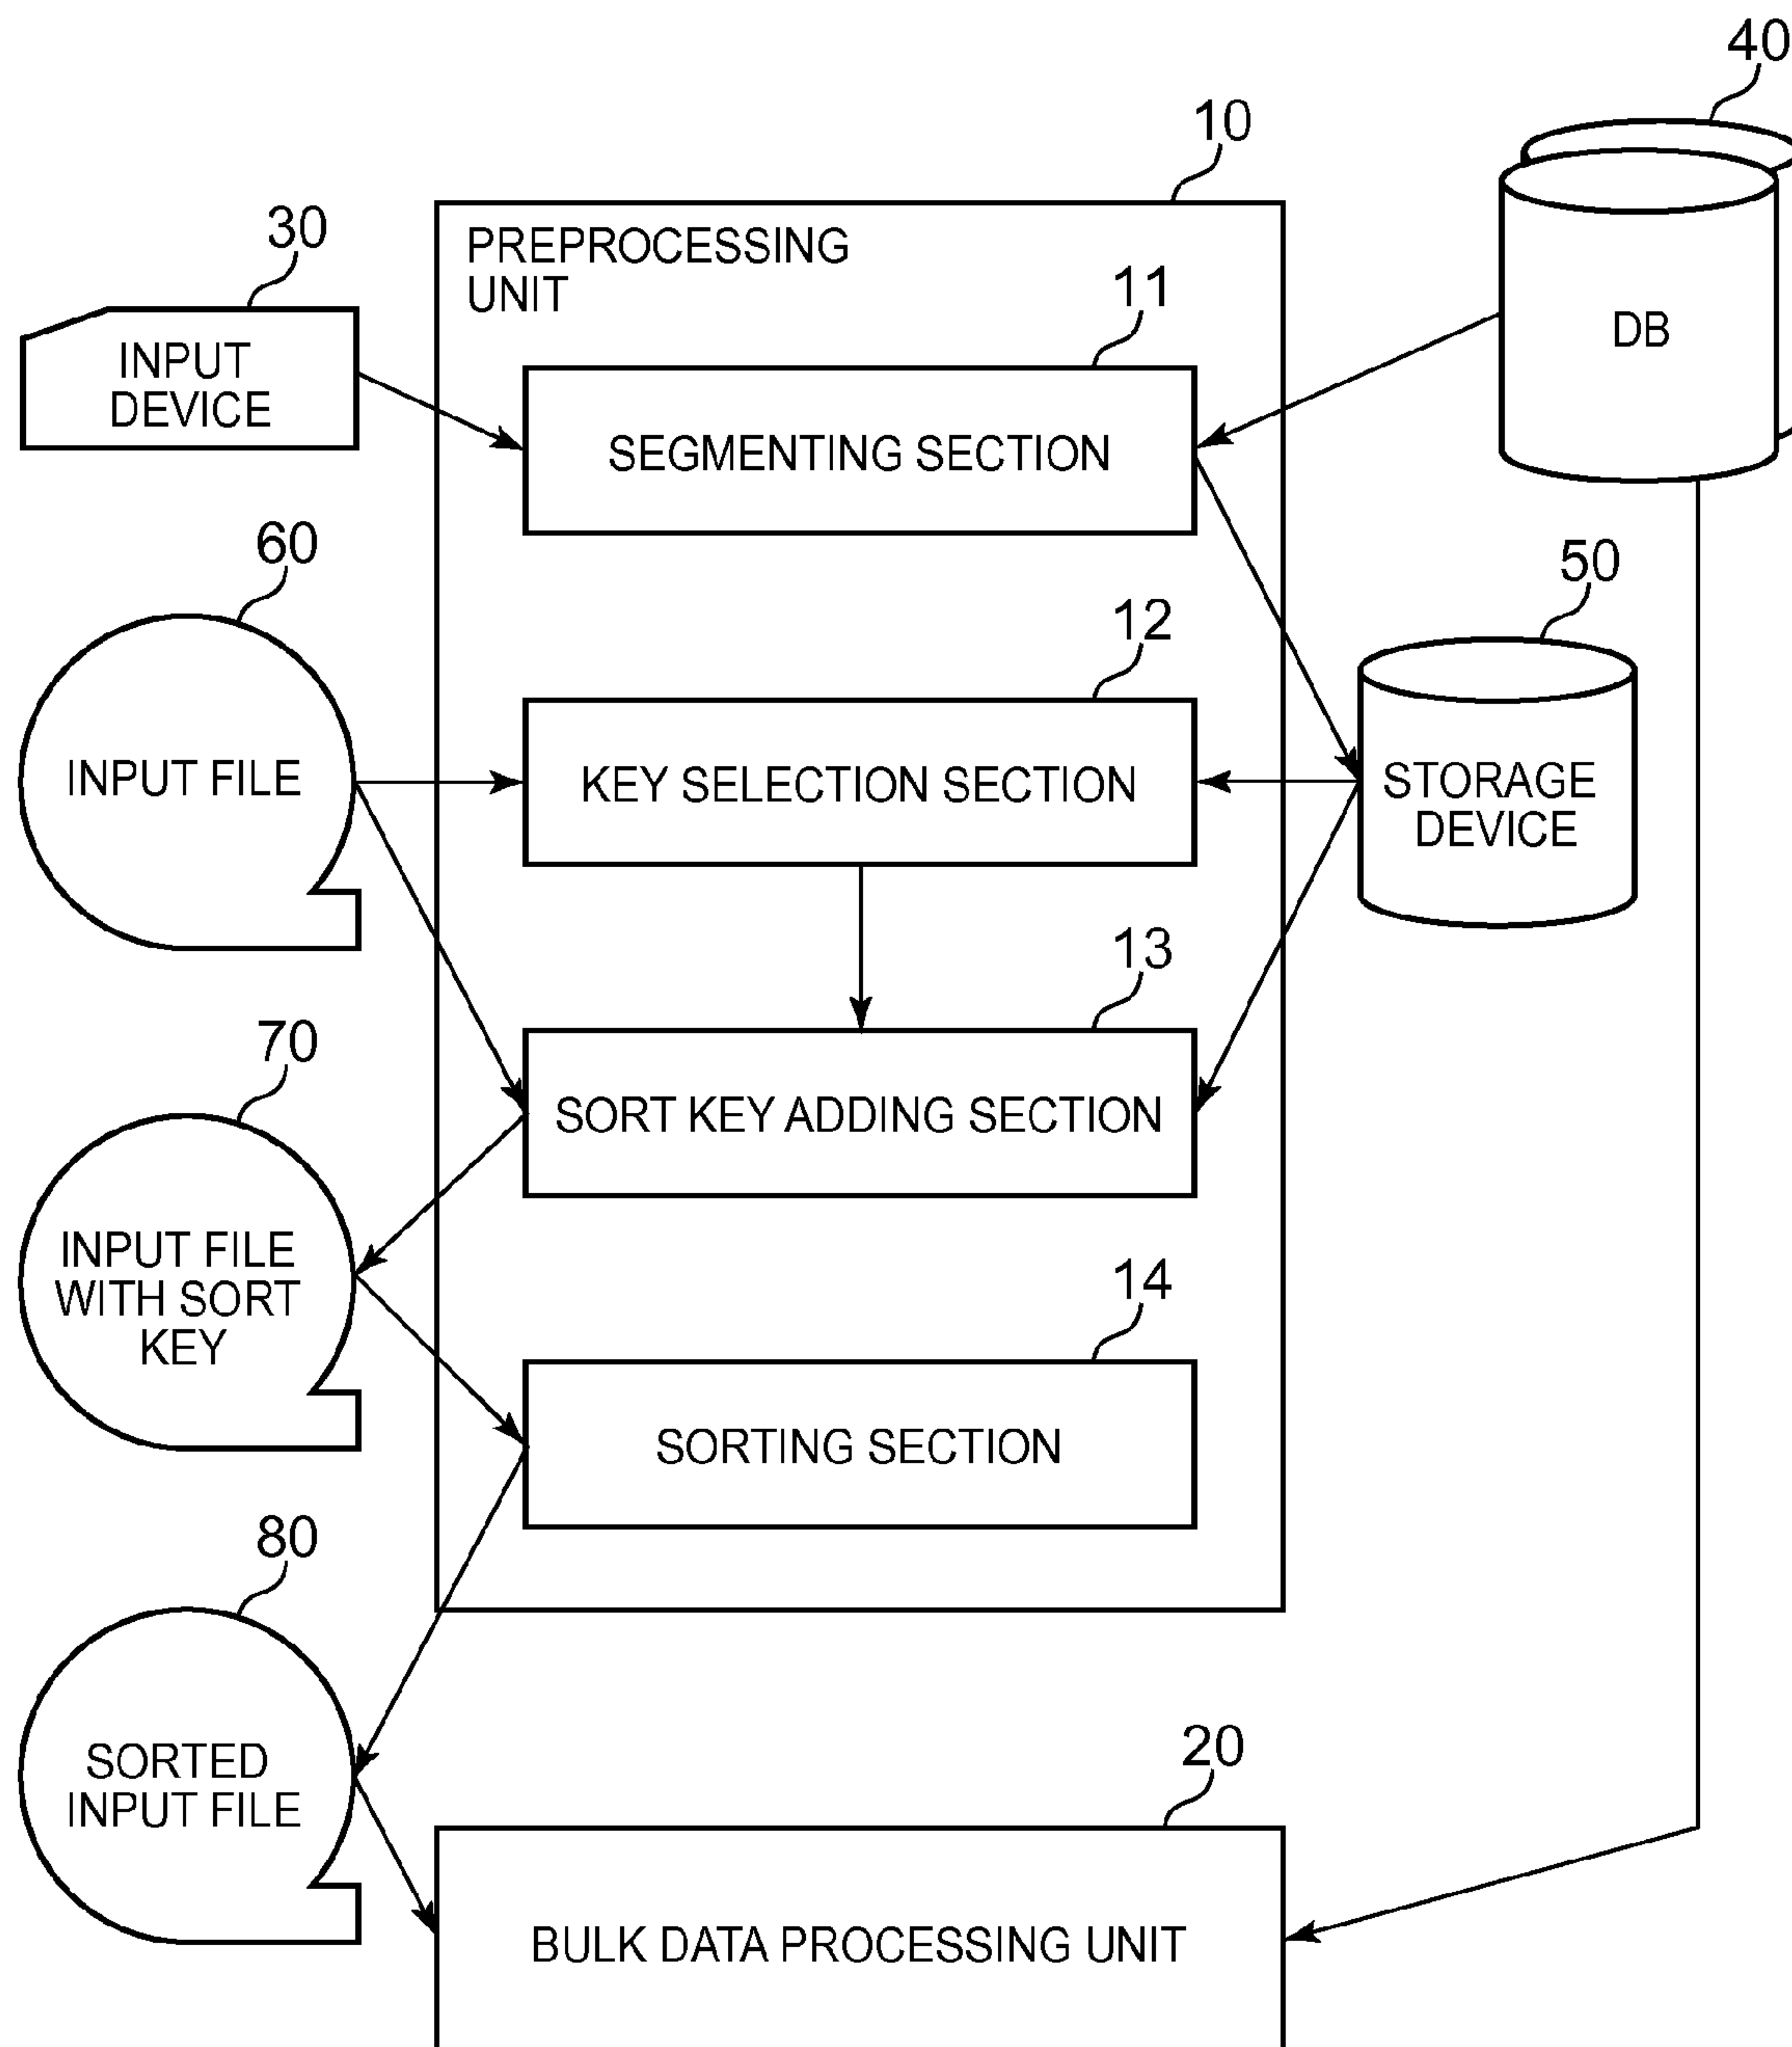 40
10
30
PREPROCESSING
UNIT
11
INPUT
DEVICE
DB
SEGMENTING SECTION
60
50
12
INPUT FILE
KEY SELECTION SECTION
STORAGE
DEVICE
13
70
SORT KEY ADDING SECTION
INPUT FILE
WITH SORT
KEY
14
SORTING SECTION
80
SORTED
INPUT FILE
20
BULK DATA PROCESSING UNIT